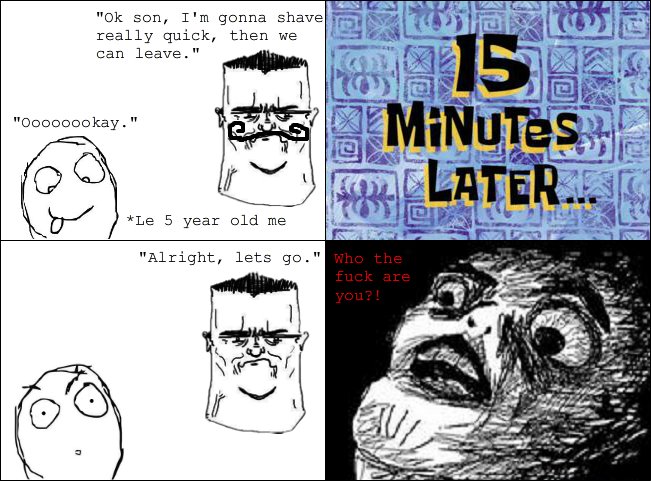 "Ok son, I'm gonna shave
really quick, then we
can leave."
"Oooooookay."
*Le 5 year old me
15
MINUTES
LATER...
"Alright, lets go."
Who the
fuck are
you?!